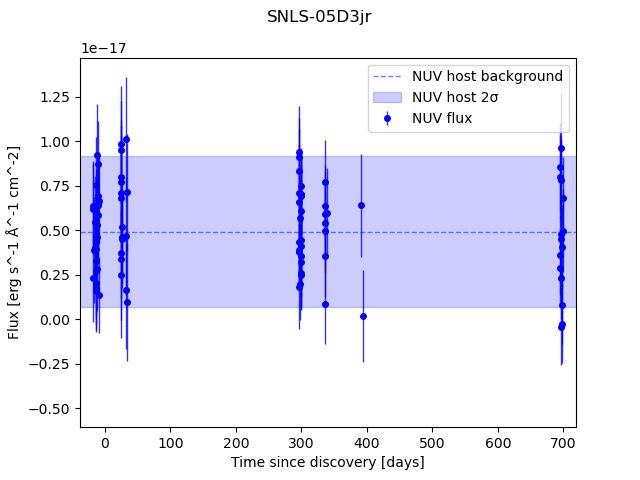 SNLS-05D3jr
1e−17
NUV host background
NUV host 2σ
NUV flux
1.25
1.00
0.75
0.50
0.25
0.00
−0.25
−0.50
Flux [erg s^-1 Å^-1 cm^-2]
0 100 200 300 400 500 600 700
Time since discovery [days]